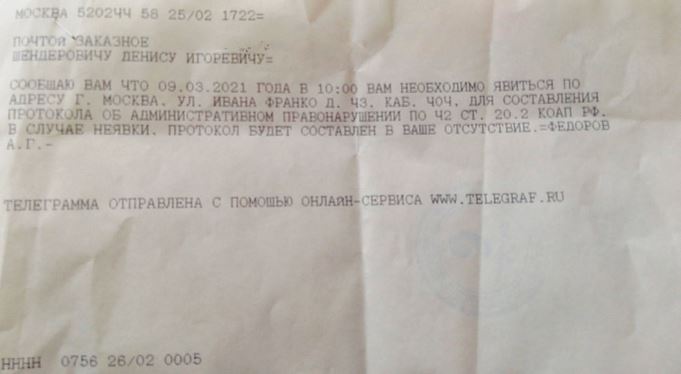 МОСКВА 5202ЧЧ 58 25/02 1722=
ПОЧТОЙ ЗАКАЗНОЕ
ШЕНДЕРОВИЧУ ДЕНИСУ ИГОРЕВИЧУ=
СООБЩАЮ ВАМ ЧТО 09.03.2021 ГОДА В 10:00 ВАМ НЕОБХОДИМО ЯВИТЬСЯ ПО
АДРЕСУ Г. МОСКВА, УЛ. ИВАНА ФРАНКО Д. Ч3. КАБ. ЧОЧ, ДЛЯ СОСТАВЛЕНИЯ
ПРОТОКОЛА ОБ АДМИНИСТРАТИВНОМ ПРАВОНАРУШЕНИИ ПО Ч2 СТ. 20.2 КОАП РФ.
В СЛУЧАЕ НЕЯВКИ. ПРОТОКОЛ БУДЕТ СОСТАВЛЕН В ВАШЕ ОТСУТСТВИЕ.=ФЕДОРОВ
А.Г.-
ТЕЛЕГРАММА ОТПРАВЛЕНА С ПОМОЩЬЮ ОНЛАЙН-СЕРВИСА WWW.TELEGRAF.RU
НННН 0756 26/02 0005